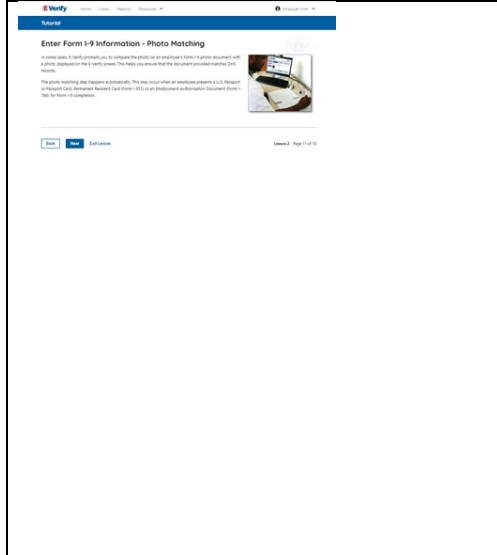 E-Verify Home Cases Reports Resources Employer User
Tutorial
Enter Form I-9 Information - Photo Matching
In some cases, E-Verify prompts you to compare the photo on an employee's Form I-9 photo document with
a photo displayed on the E-Verify screen. This helps you ensure that the document provided matches DHS
records.
The photo matching step happens automatically. This may occur when an employee presents a U.S. Passport
or Passport Card, Permanent Resident Card (Form I-551) or an Employment Authorization Document (Form I-
766) for Form I-9 completion.
Back Next Exit Lesson Lesson 2 Page 11 of 15